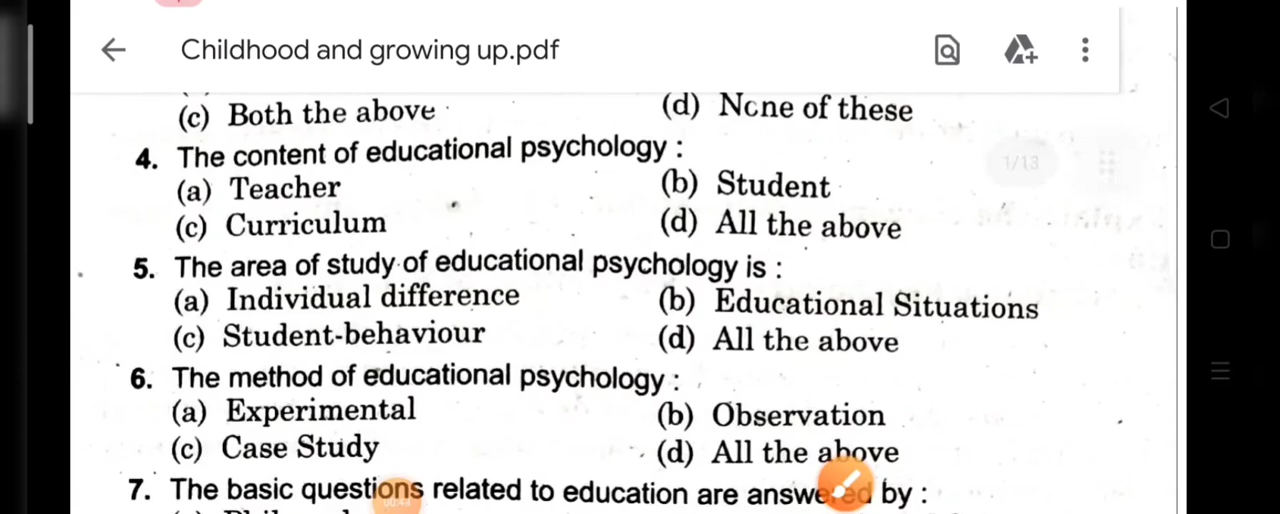 Childhood and growing up.pdf
(c) Both the above (d) None of these
4. The content of educational psychology :
1/13
(a) Teacher (b) Student
(c) Curriculum (d) All the above
5. The area of study of educational psychology is :
(a) Individual difference (b) Educational Situations
(c) Student-behaviour (d) All the above
6. The method of educational psychology :
(a) Experimental (b) Observation
(c) Case Study (d) All the above
7. The basic questions related to education are answered by :